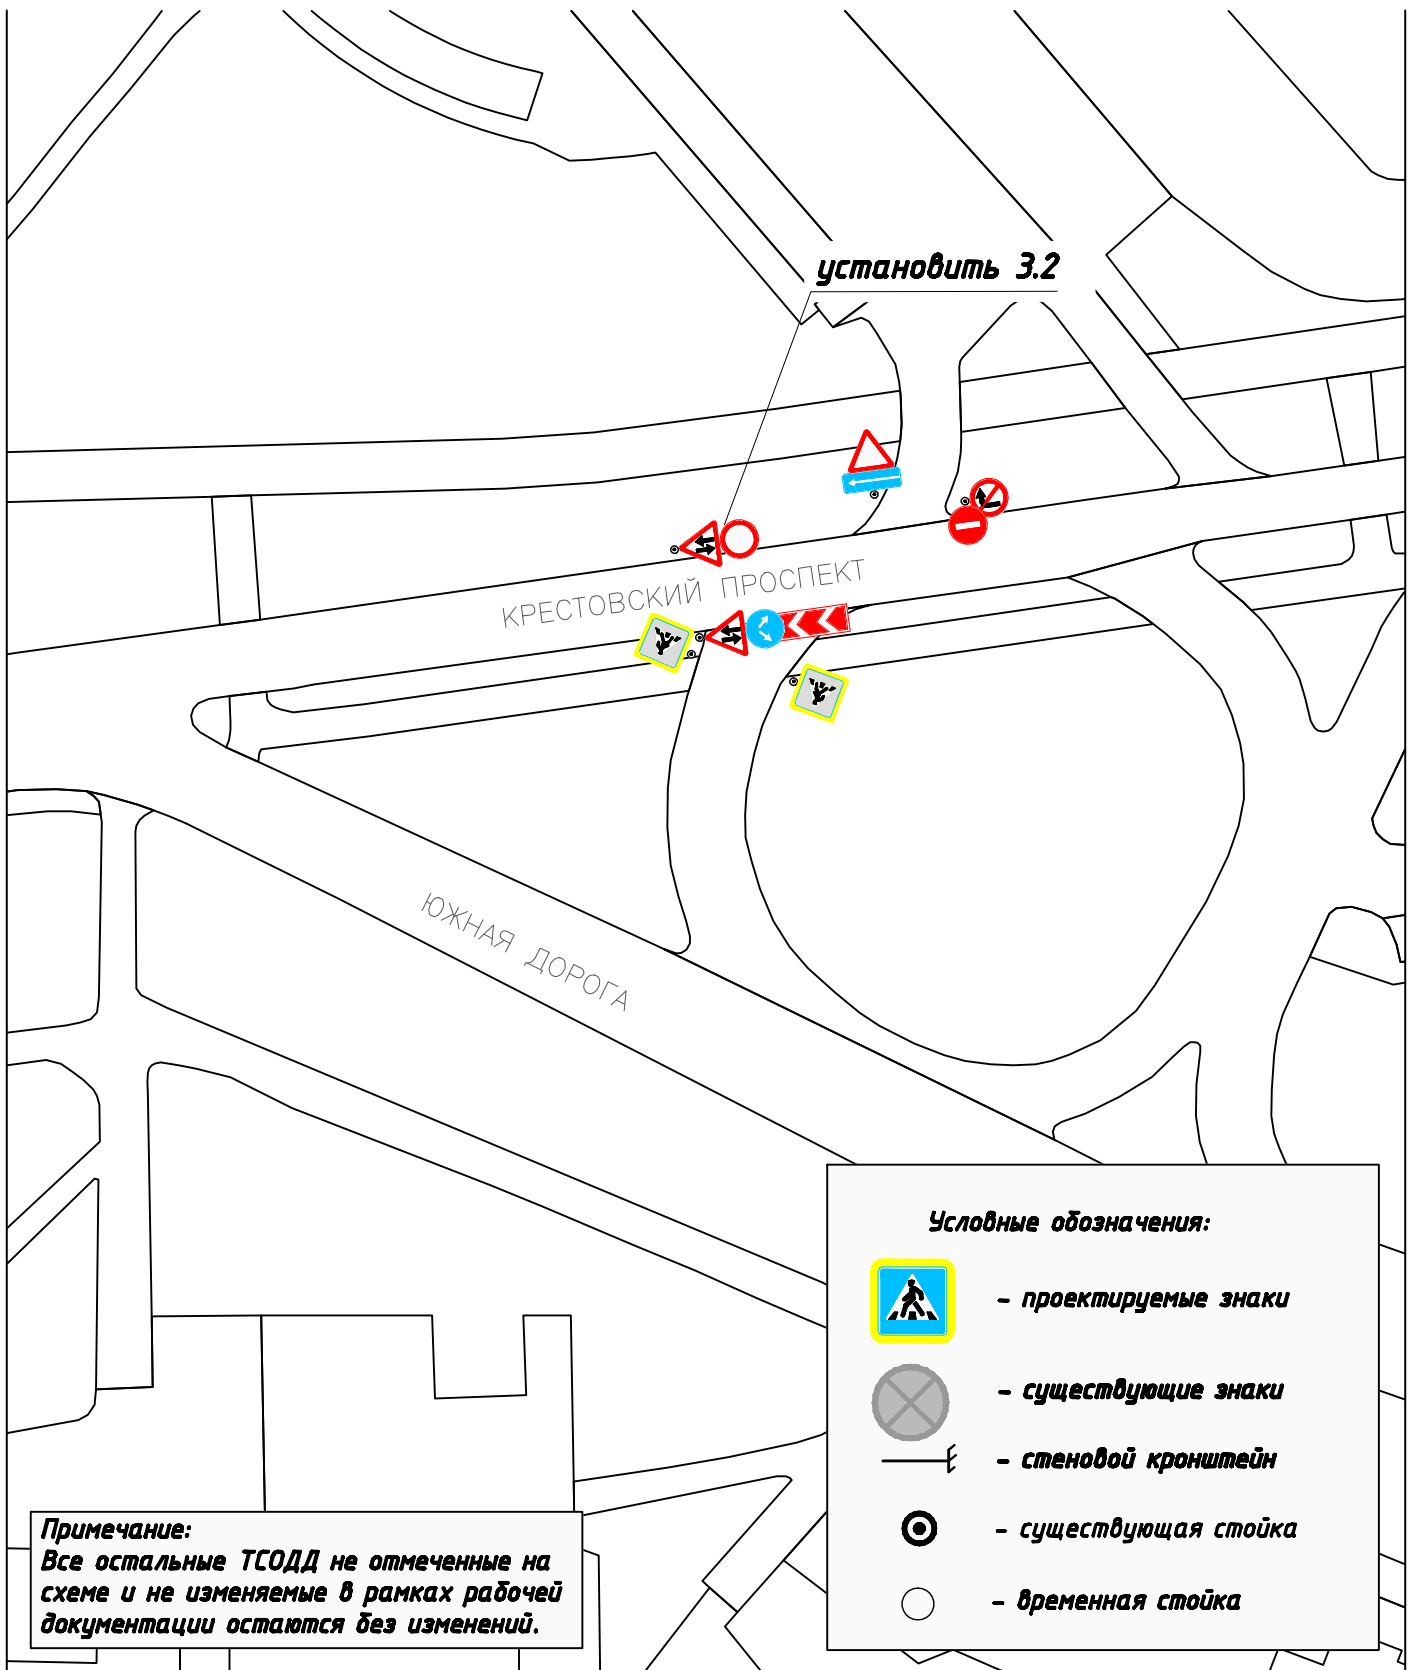 установить 3.2
КРЕСТОВСКИЙ ПРОСПЕКТ
ЮЖНАЯ ДОРОГА
Условные обозначения:
- проектируемые знаки
- существующие знаки
- стеновой кронштейн
- существующая стойка
- временная стойка
Примечание:
Все остальные ТСОДД не отмеченные на
схеме и не изменяемые в рамках рабочей
документации остаются без изменений.